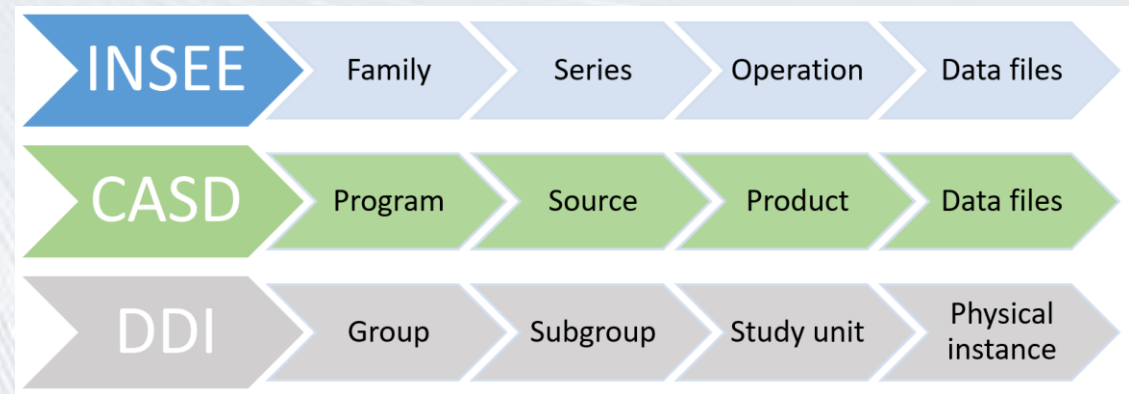 INSEE Family Series Operation Data files
CASD Program Source Product Data files
DDI Group Subgroup Study unit Physical
instance